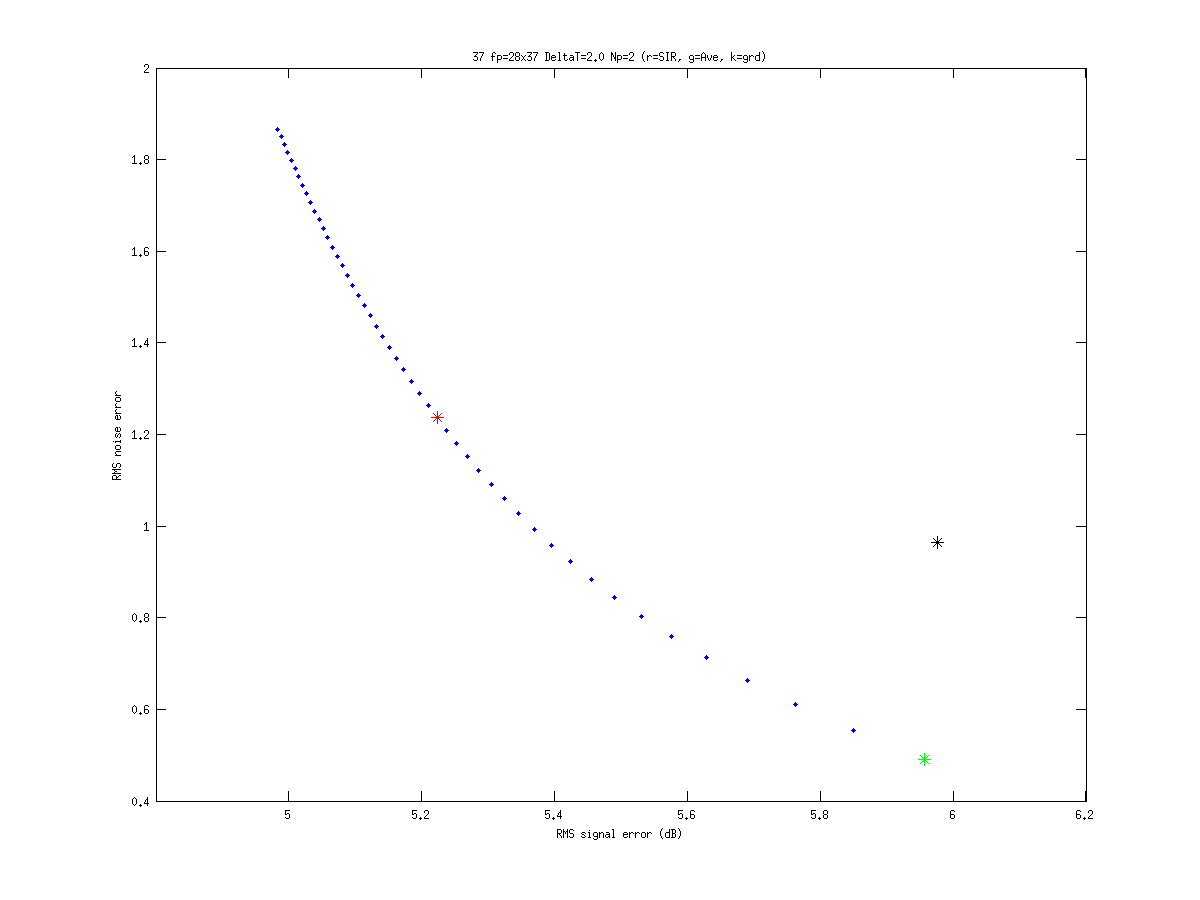 37 fp=28x37 DeltaT=2.0 Np=2 (r=SIR, g=Ave, k=grd)
2
1.8
1.6
1.4
1.2
1
0.8
0.6
0.4
RMS noise error
5 5.2 5.4 5.6 5.8 6 6.2
RMS signal error (dB)